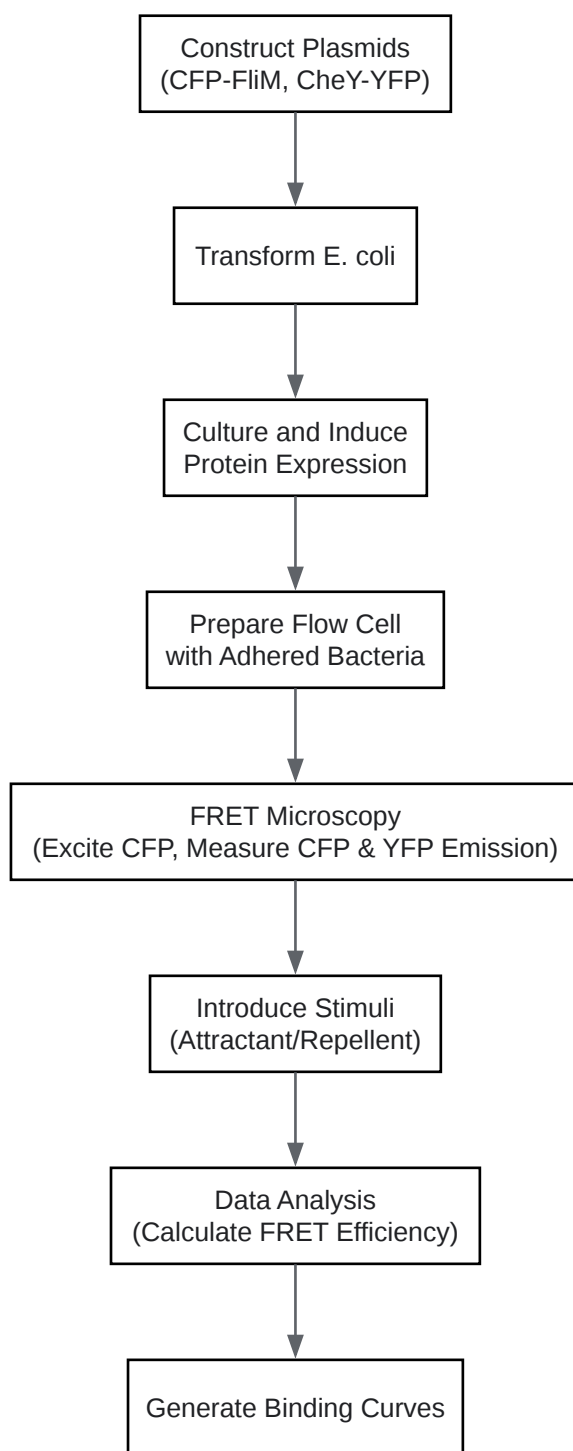 Construct Plasmids
(CFP-FliM, CheY-YFP)
Transform E. coli
Culture and Induce
Protein Expression
Prepare Flow Cell
with Adhered Bacteria
FRET Microscopy
(Excite CFP, Measure CFP & YFP Emission)
Introduce Stimuli
(Attractant/Repellent)
Data Analysis
(Calculate FRET Efficiency)
Generate Binding Curves